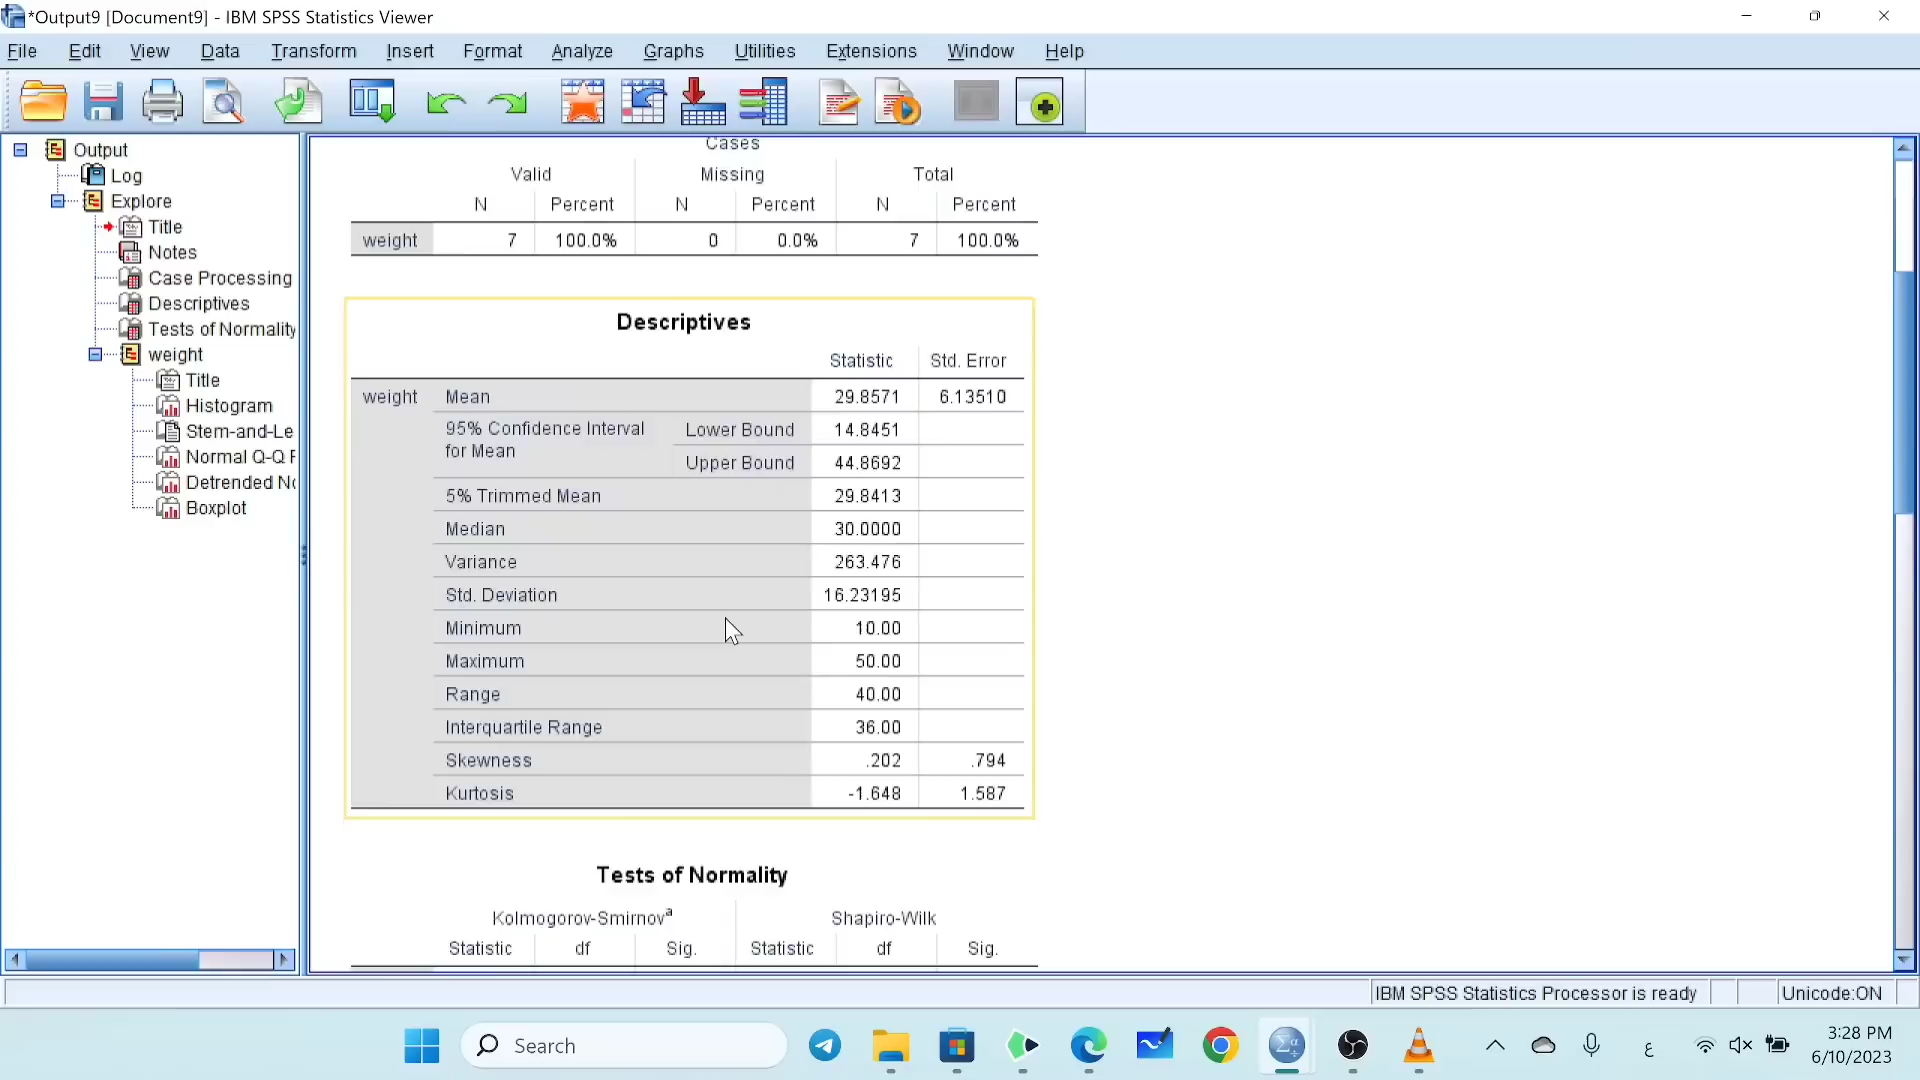 *Output9 [Document9] - IBM SPSS Statistics Viewer
File Edit View Data Transform Insert Format Analyze Graphs Utilities Extensions Window Help
Output
Log
Explore
Title
Notes
Case Processing
Descriptives
Tests of Normality
weight
Title
Histogram
Stem-and-Le
Normal Q-Q P
Detrended No
Boxplot
Cases
Valid Missing Total
N Percent N Percent N Percent
weight 7 100.0% 0 0.0% 7 100.0%
Descriptives
Statistic Std. Error
weight Mean 29.8571 6.13510
95% Confidence Interval for Mean Lower Bound 14.8451
Upper Bound 44.8692
5% Trimmed Mean 29.8413
Median 30.0000
Variance 263.476
Std. Deviation 16.23195
Minimum 10.00
Maximum 50.00
Range 40.00
Interquartile Range 36.00
Skewness .202 .794
Kurtosis -1.648 1.587
Tests of Normality
Kolmogorov-Smirnov^a Shapiro-Wilk
Statistic df Sig. Statistic df Sig.
IBM SPSS Statistics Processor is ready Unicode:ON
Search
ع
3:28 PM
6/10/2023